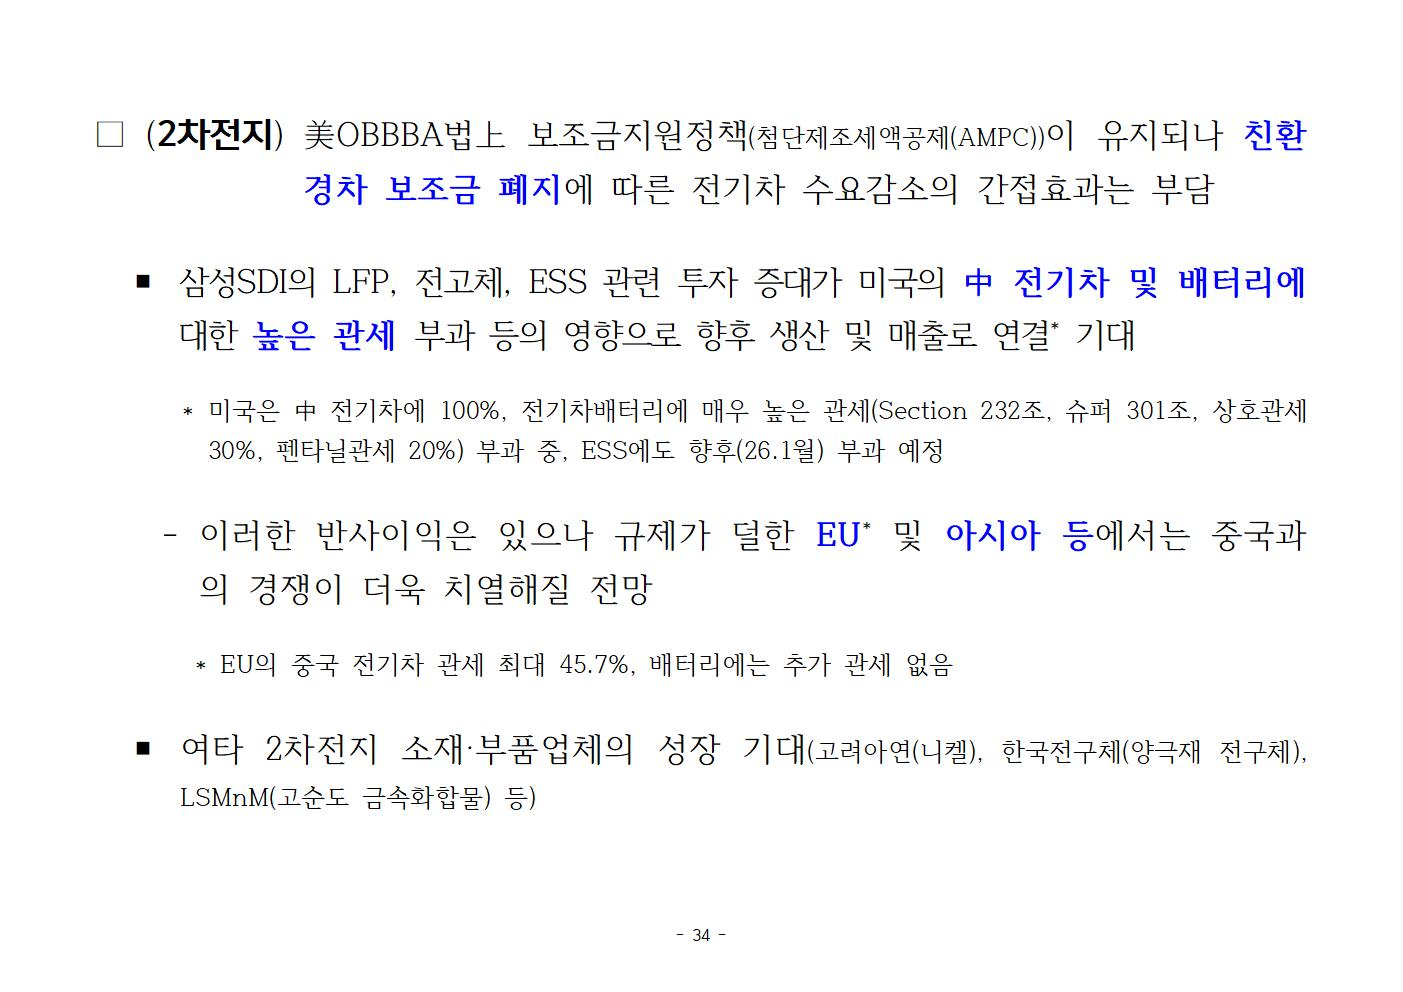 □ (2차전지) 美OBBBA법上 보조금지원정책(첨단제조세액공제(AMPC))이 유지되나 친환
경차 보조금 폐지에 따른 전기차 수요감소의 간접효과는 부담
▪ 삼성SDI의 LFP, 전고체, ESS 관련 투자 증대가 미국의 中 전기차 및 배터리에
대한 높은 관세 부과 등의 영향으로 향후 생산 및 매출로 연결* 기대
* 미국은 中 전기차에 100%, 전기차배터리에 매우 높은 관세(Section 232조, 슈퍼 301조, 상호관세
30%, 펜타닐관세 20%) 부과 중, ESS에도 향후(26.1월) 부과 예정
- 이러한 반사이익은 있으나 규제가 덜한 EU* 및 아시아 등에서는 중국과
의 경쟁이 더욱 치열해질 전망
* EU의 중국 전기차 관세 최대 45.7%, 배터리에는 추가 관세 없음
▪ 여타 2차전지 소재·부품업체의 성장 기대(고려아연(니켈), 한국전구체(양극재 전구체),
LSMnM(고순도 금속화합물) 등)
- 34 -